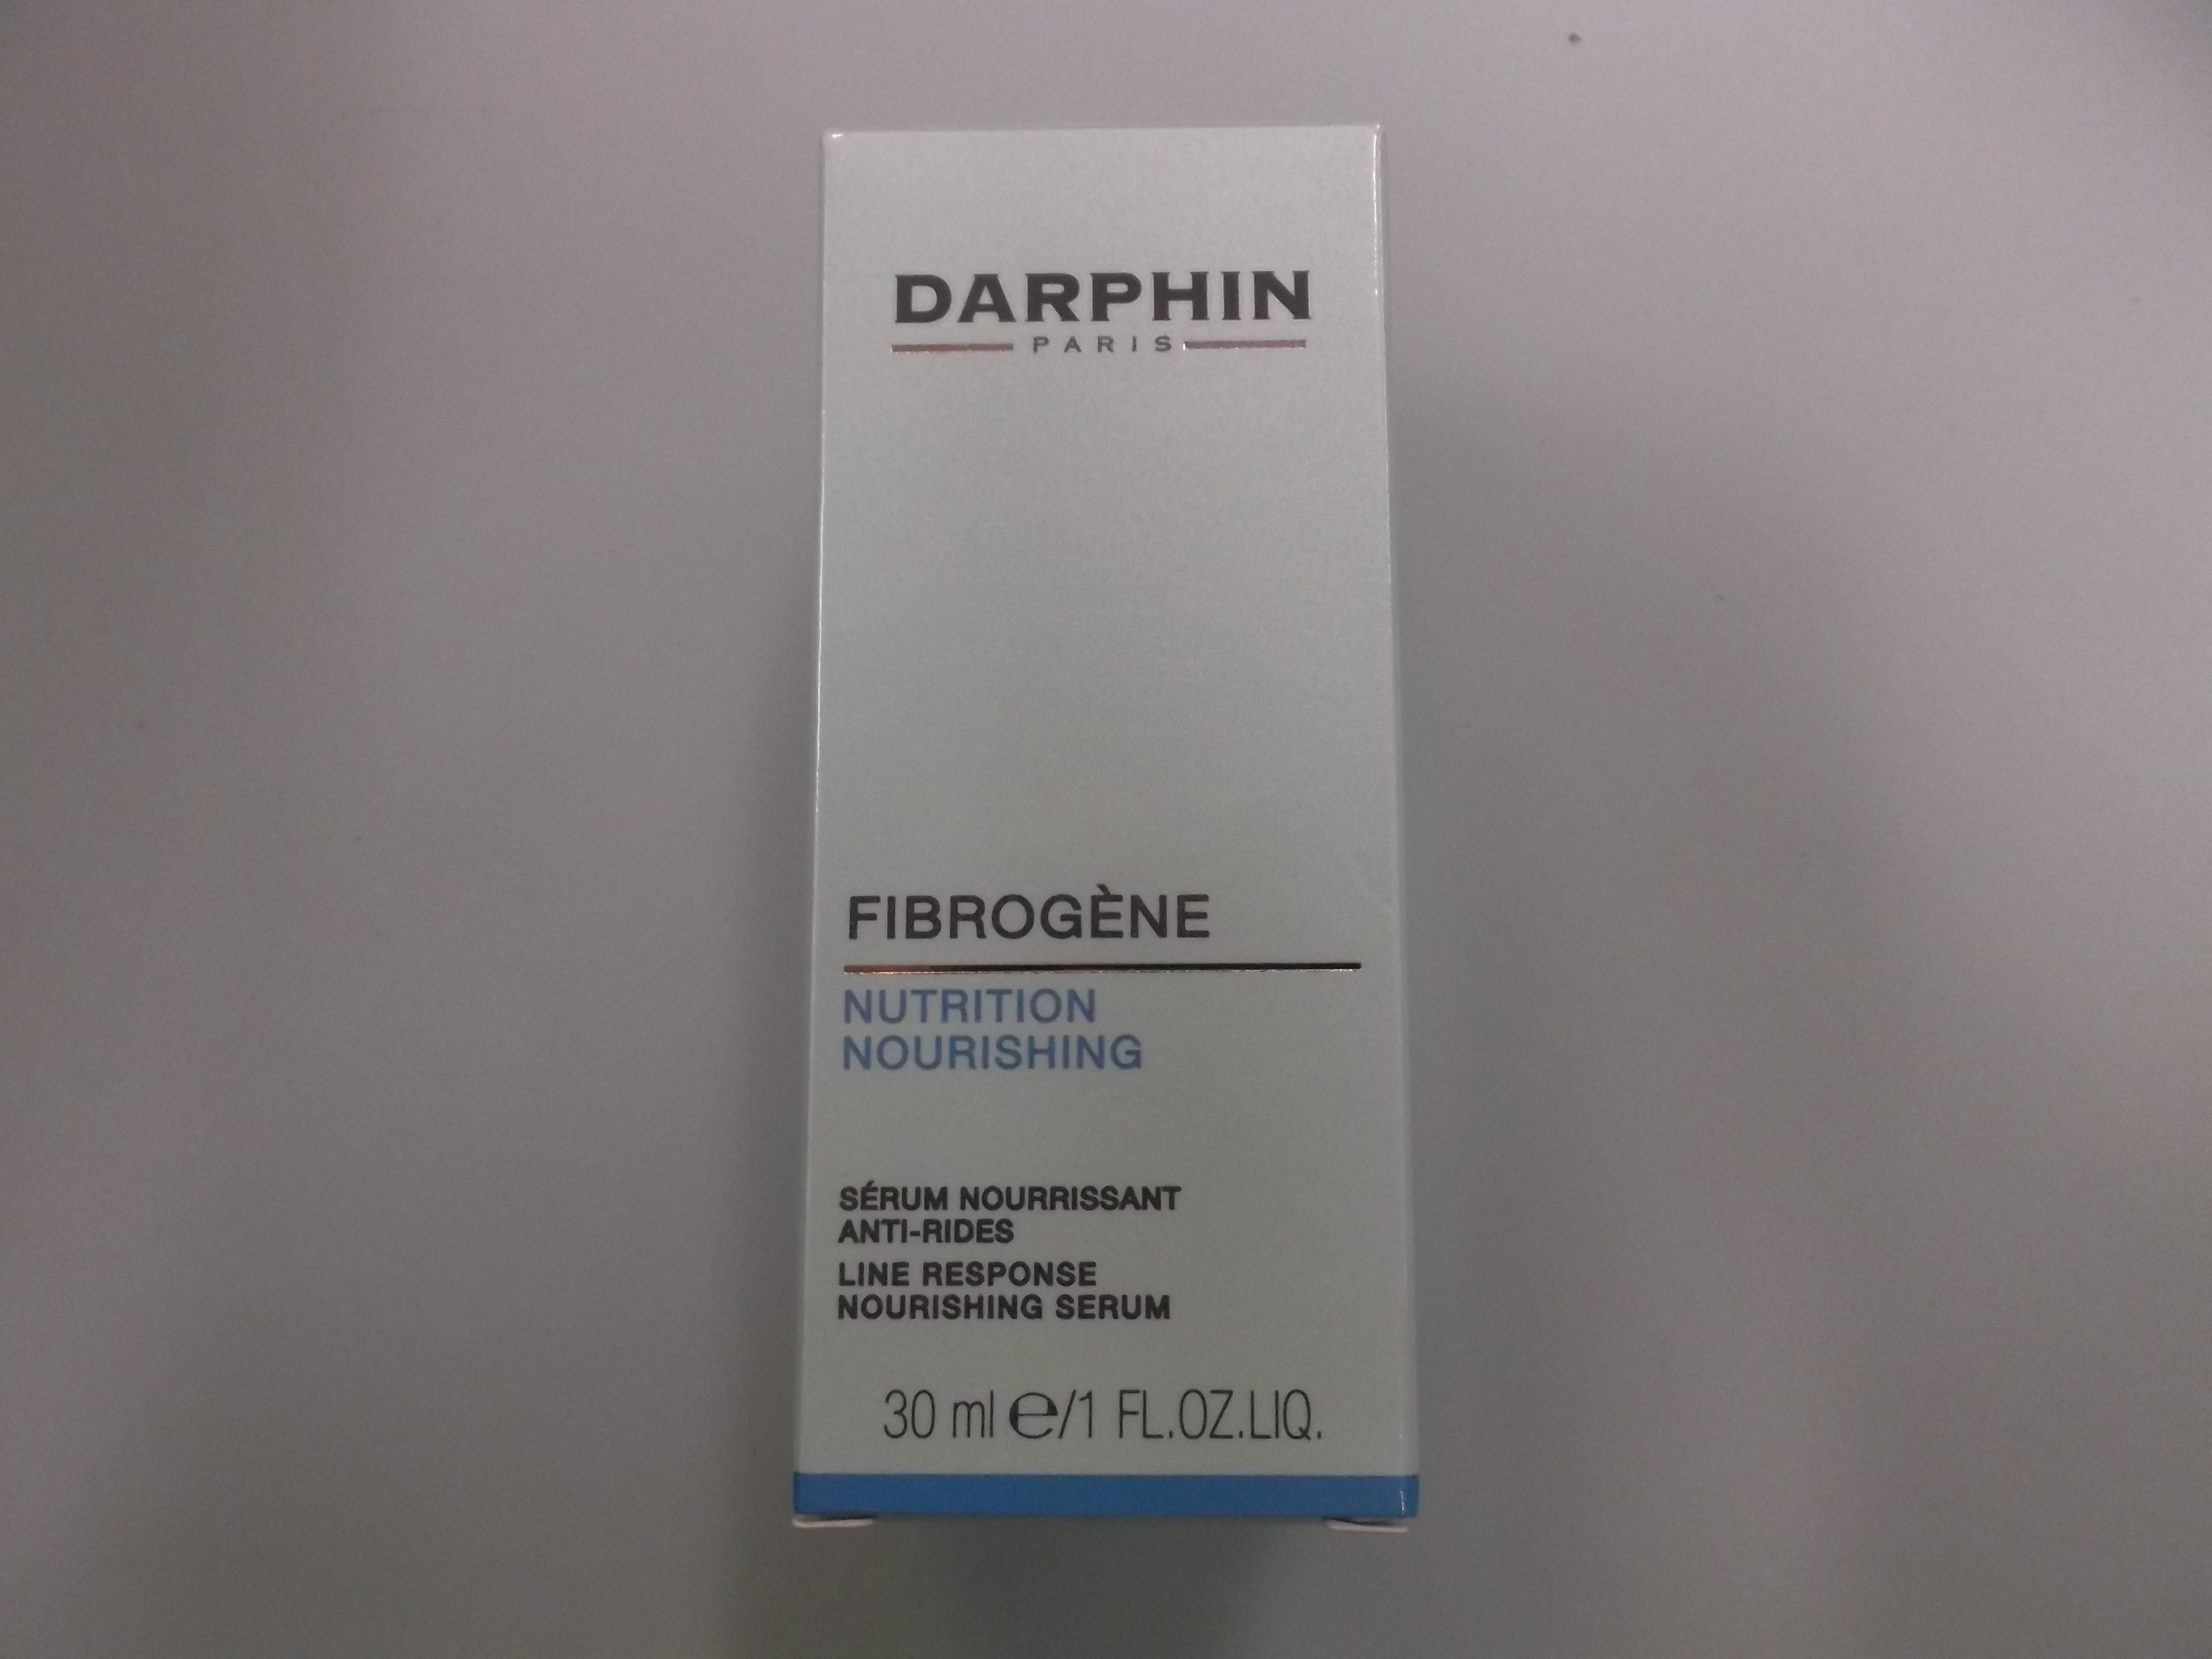 DARPHIN
PARIS
FIBROGÈNE
NUTRITION
NOURISHING
SÉRUM NOURRISSANT
ANTI-RIDES
LINE RESPONSE
NOURISHING SERUM
30 ml ℮/1 FL.OZ.LIQ.